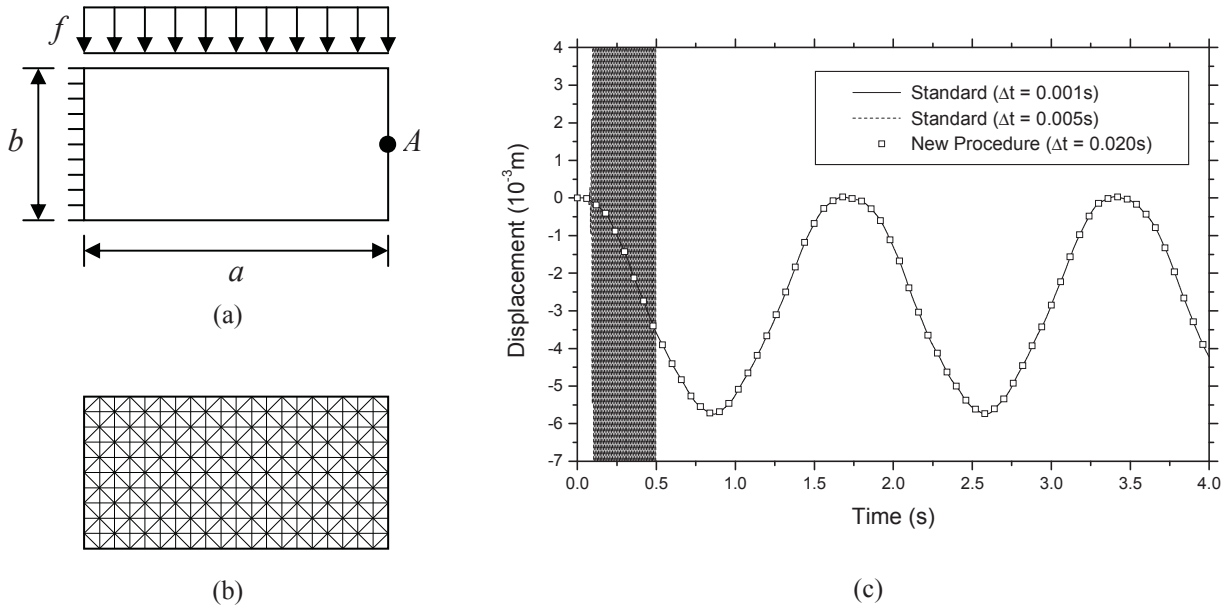 f
b
A
a
(a)
(b)
Displacement (10⁻³m)
4
3
2
1
0
-1
-2
-3
-4
-5
-6
-7
Standard (Δt = 0.001s)
Standard (Δt = 0.005s)
New Procedure (Δt = 0.020s)
0.0 0.5 1.0 1.5 2.0 2.5 3.0 3.5 4.0
Time (s)
(c)